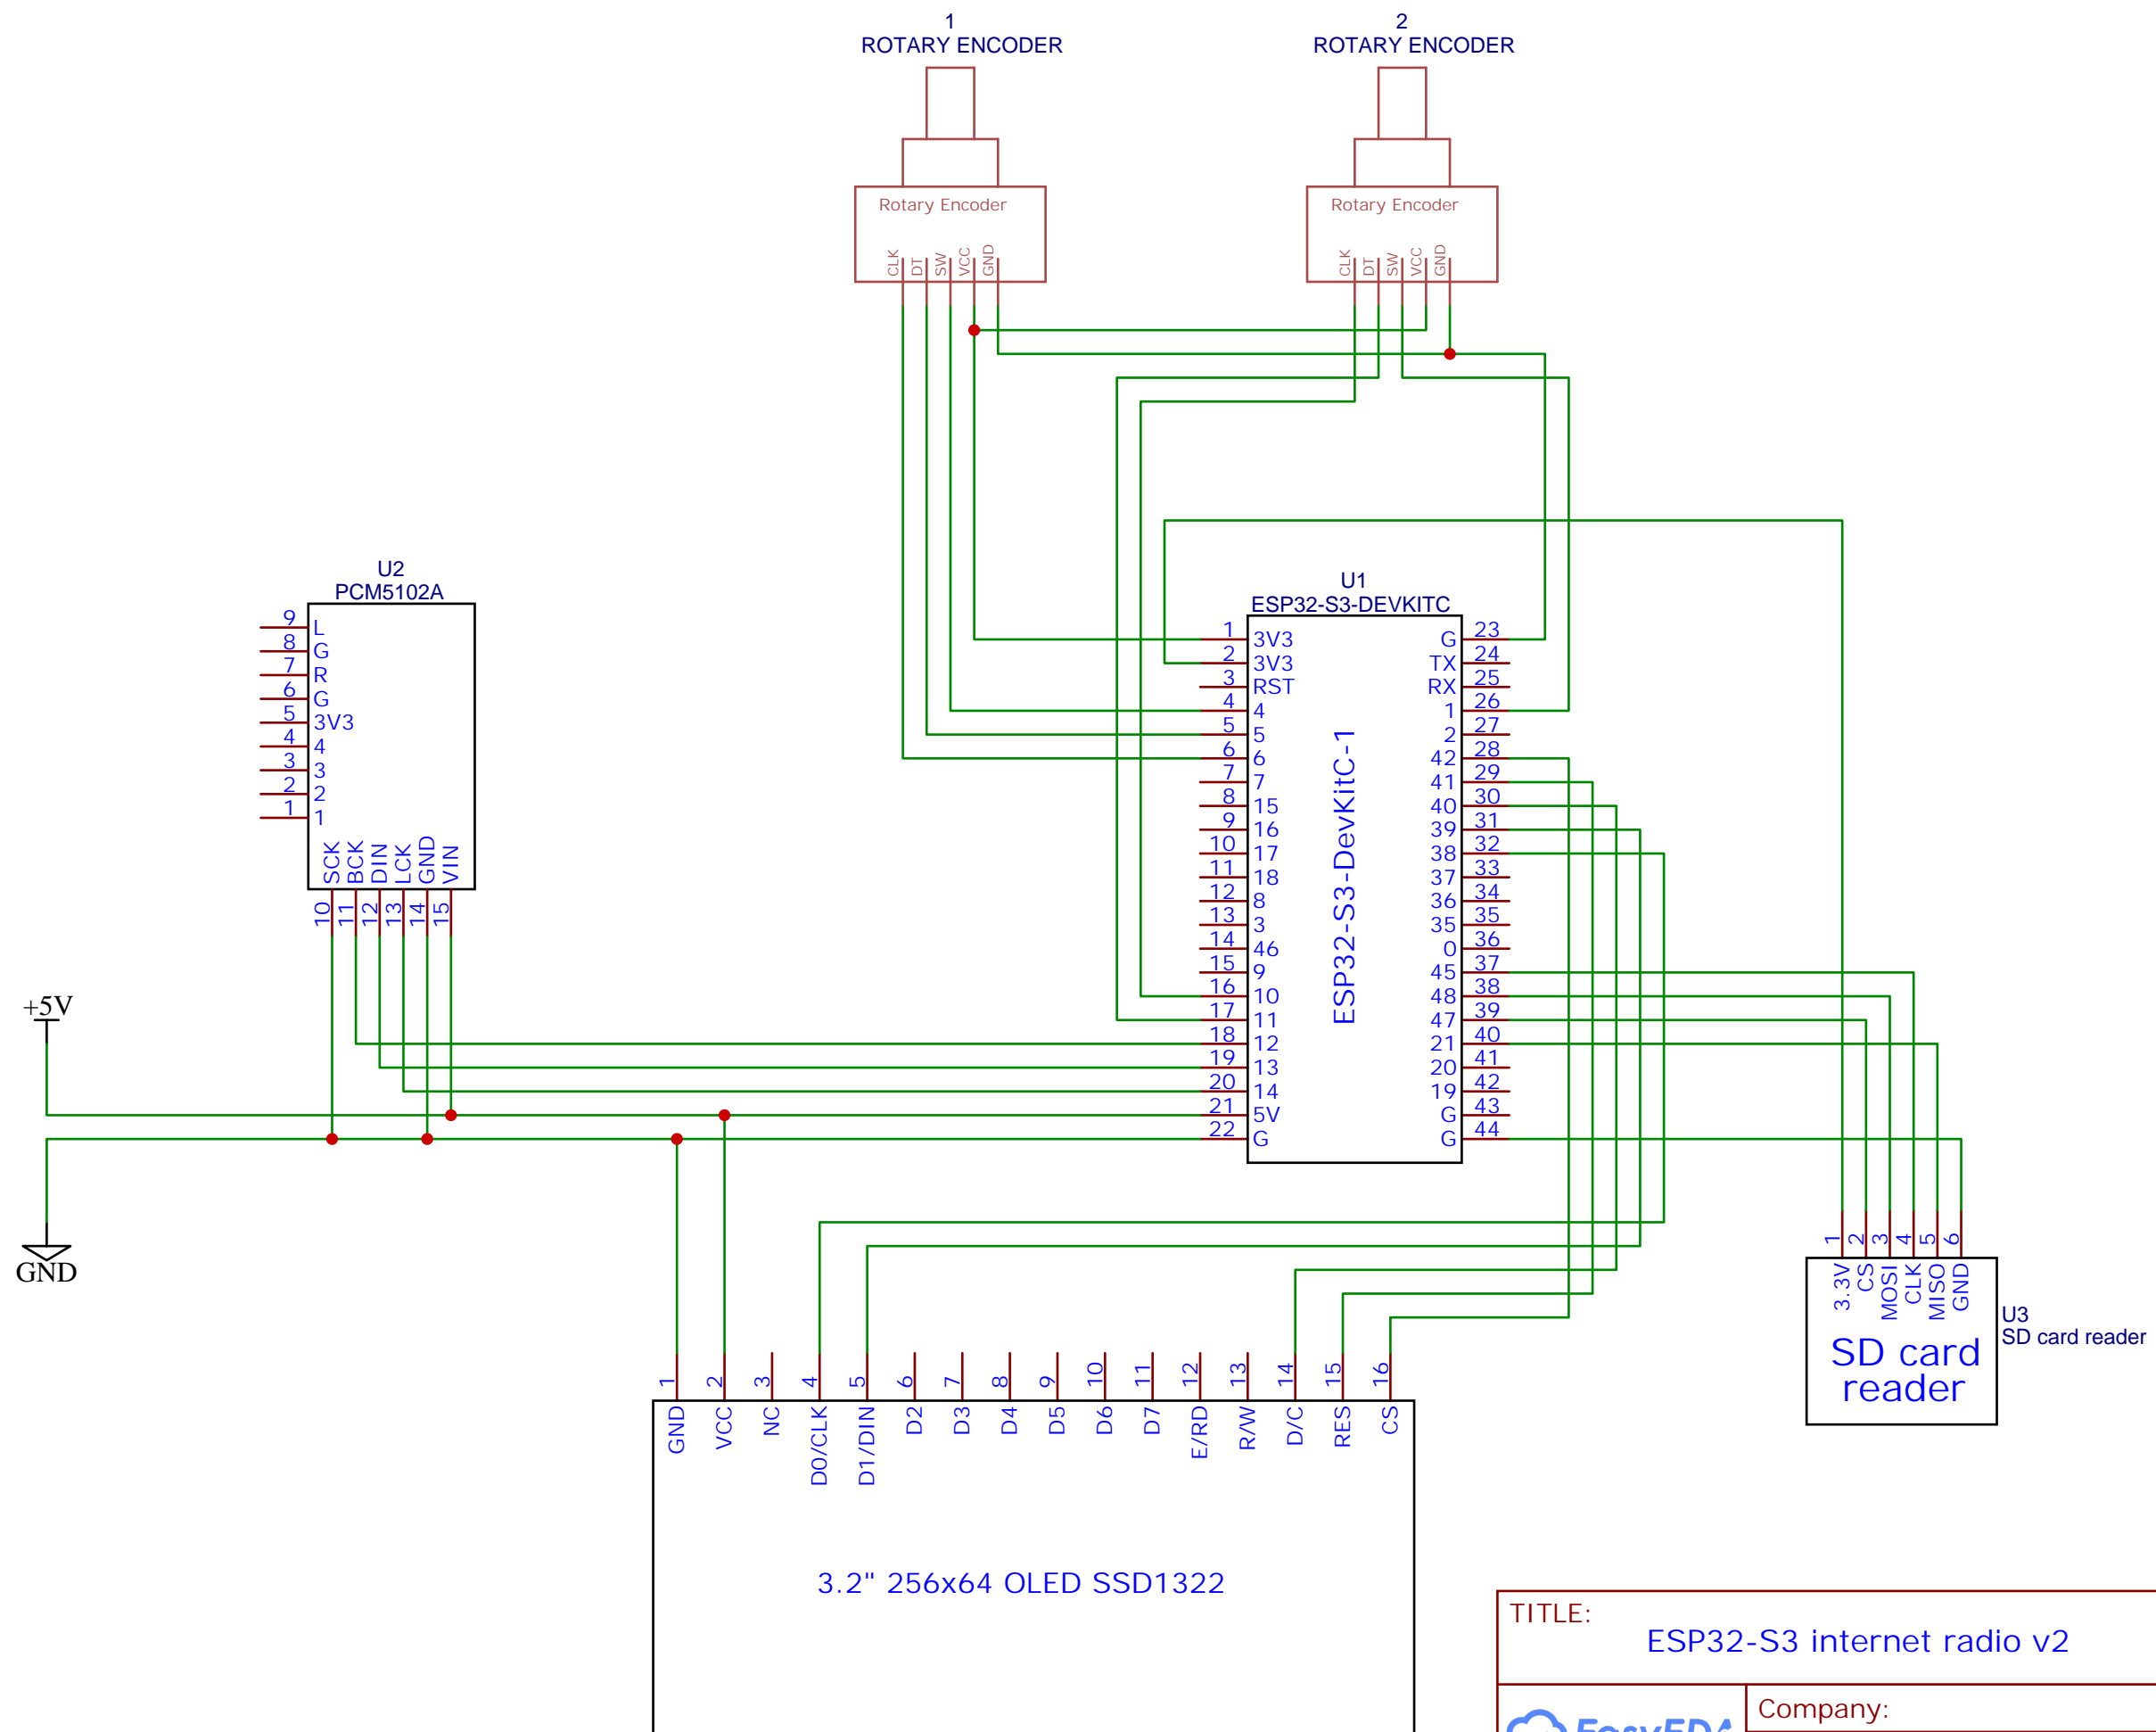 1
ROTARY ENCODER
2
ROTARY ENCODER
Rotary Encoder
CLK
DT
SW
VCC
GND
Rotary Encoder
CLK
DT
SW
VCC
GND
U2
PCM5102A
9 L
8 G
7 R
6 G
5 3V3
4 4
3 3
2 2
1 1
SCK
BCK
DIN
LCK
GND
VIN
10
11
12
13
14
15
+5V
GND
U1
ESP32-S3-DEVKITC
ESP32-S3-DevKitC-1
1 3V3
2 3V3
3 RST
4 4
5 5
6 6
7 7
8 15
9 16
10 17
11 18
12 8
13 3
14 46
15 9
16 10
17 11
18 12
19 13
20 14
21 5V
22 G
G 23
TX 24
RX 25
1 26
2 27
42 28
41 29
40 30
39 31
38 32
37 33
36 34
35 35
0 36
45 37
48 38
47 39
21 40
20 41
19 42
G 43
G 44
1
2
3
4
5
6
3.3V
CS
MOSI
CLK
MISO
GND
SD card
reader
U3
SD card reader
1
2
3
4
5
6
7
8
9
10
11
12
13
14
15
16
GND
VCC
NC
D0/CLK
D1/DIN
D2
D3
D4
D5
D6
D7
E/RD
R/W
D/C
RES
CS
3.2" 256x64 OLED SSD1322
TITLE:
ESP32-S3 internet radio v2
Company:
EasyEDA